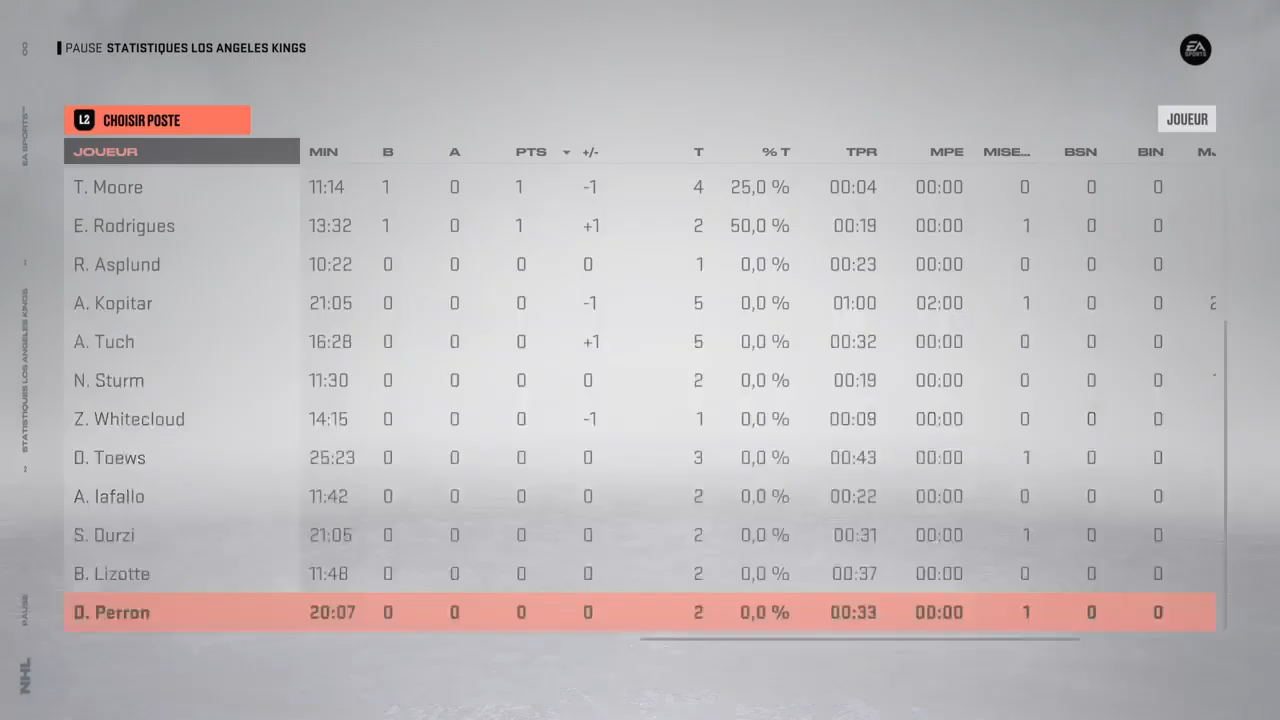 PAUSE STATISTIQUES LOS ANGELES KINGS
EA SPORTS
L2 CHOISIR POSTE
JOUEUR
JOUEUR MIN B A PTS +/- T % T TPR MPE MISE... BSN BIN
T. Moore 11:14 1 0 1 -1 4 25,0 % 00:04 00:00 0 0 0
E. Rodrigues 13:32 1 0 1 +1 2 50,0 % 00:19 00:00 1 0 0
R. Asplund 10:22 0 0 0 0 1 0,0 % 00:23 00:00 0 0 0
A. Kopitar 21:05 0 0 0 -1 5 0,0 % 01:00 02:00 1 0 0 2
A. Tuch 16:28 0 0 0 +1 5 0,0 % 00:32 00:00 0 0 0
N. Sturm 11:30 0 0 0 0 2 0,0 % 00:19 00:00 0 0 0
Z. Whitecloud 14:15 0 0 0 -1 1 0,0 % 00:09 00:00 0 0 0
D. Toews 25:23 0 0 0 0 3 0,0 % 00:43 00:00 1 0 0
A. Iafallo 11:42 0 0 0 0 2 0,0 % 00:22 00:00 0 0 0
S. Durzi 21:05 0 0 0 0 2 0,0 % 00:31 00:00 1 0 0
B. Lizotte 11:48 0 0 0 0 2 0,0 % 00:37 00:00 0 0 0
D. Perron 20:07 0 0 0 0 2 0,0 % 00:33 00:00 1 0 0
EA SPORTS™
STATISTIQUES LOS ANGELES KINGS
PAUSE
NHL